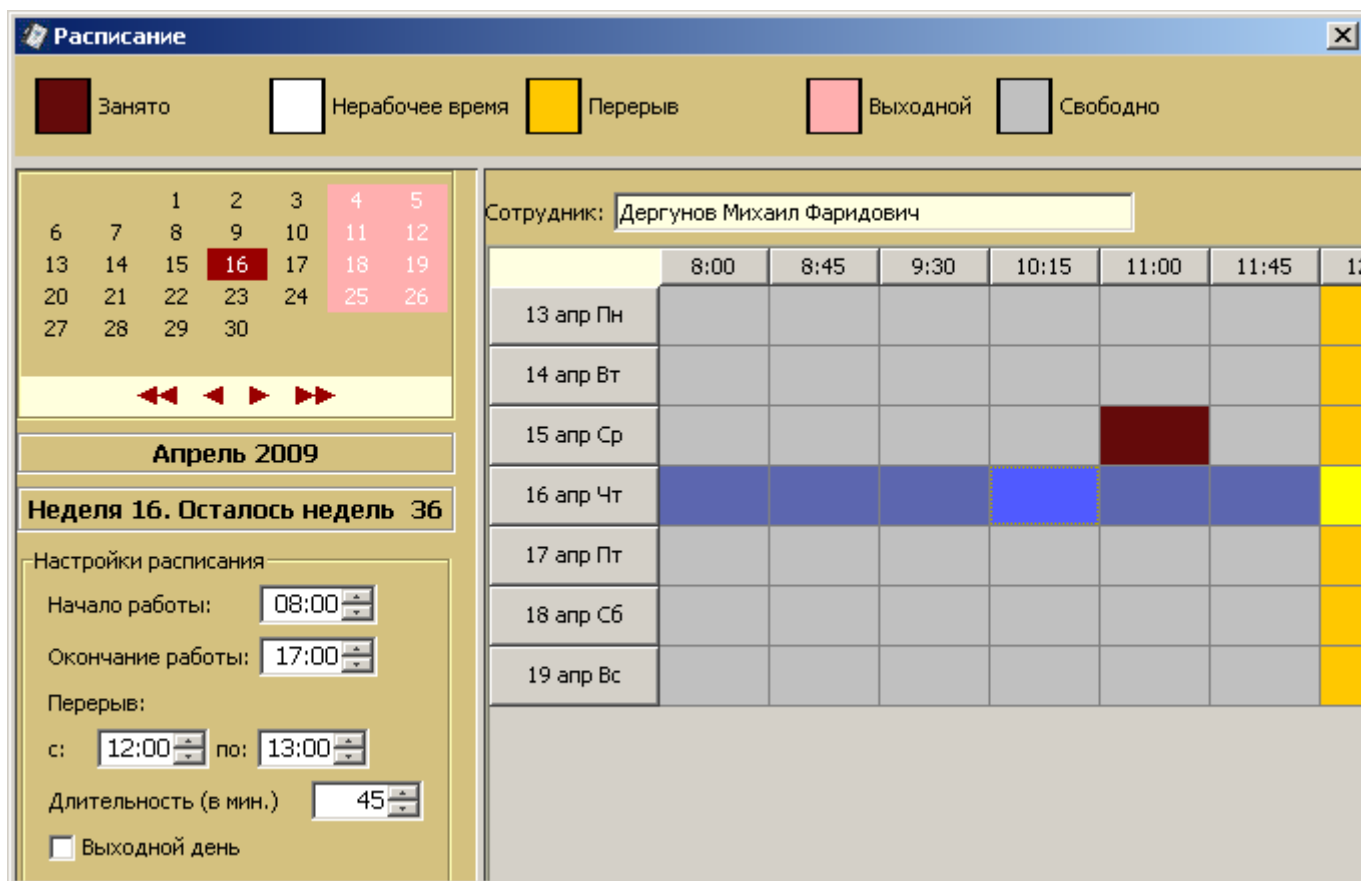 Расписание
Занято Нерабочее время Перерыв Выходной Свободно
1 2 3 4 5
6 7 8 9 10 11 12
13 14 15 16 17 18 19
20 21 22 23 24 25 26
27 28 29 30
Апрель 2009
Неделя 16. Осталось недель 36
Настройки расписания
Начало работы: 08:00
Окончание работы: 17:00
Перерыв:
с: 12:00 по: 13:00
Длительность (в мин.) 45
Выходной день
Сотрудник: Дергунов Михаил Фаридович
8:00 8:45 9:30 10:15 11:00 11:45
13 апр Пн
14 апр Вт
15 апр Ср
16 апр Чт
17 апр Пт
18 апр Сб
19 апр Вс